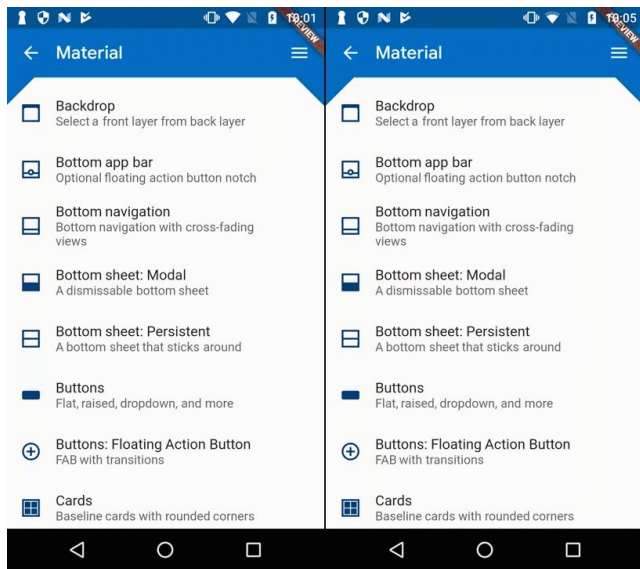 19:01
PREVIEW
Material
Backdrop
Select a front layer from back layer
Bottom app bar
Optional floating action button notch
Bottom navigation
Bottom navigation with cross-fading
views
Bottom sheet: Modal
A dismissable bottom sheet
Bottom sheet: Persistent
A bottom sheet that sticks around
Buttons
Flat, raised, dropdown, and more
Buttons: Floating Action Button
FAB with transitions
Cards
Baseline cards with rounded corners
19:05
PREVIEW
Material
Backdrop
Select a front layer from back layer
Bottom app bar
Optional floating action button notch
Bottom navigation
Bottom navigation with cross-fading
views
Bottom sheet: Modal
A dismissable bottom sheet
Bottom sheet: Persistent
A bottom sheet that sticks around
Buttons
Flat, raised, dropdown, and more
Buttons: Floating Action Button
FAB with transitions
Cards
Baseline cards with rounded corners